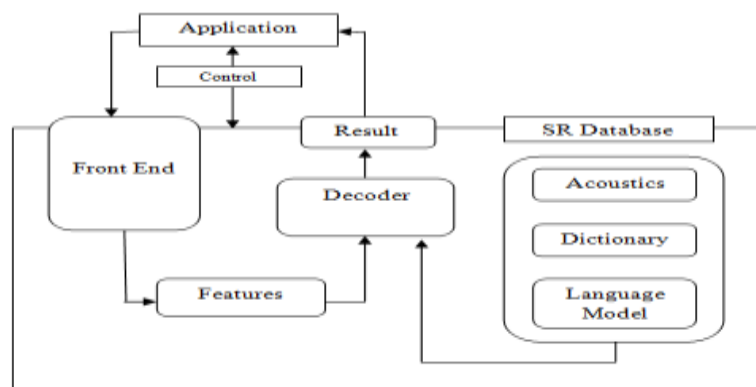 Application
Control
Result
SR Database
Front End
Acoustics
Decoder
Dictionary
Features
Language
Model